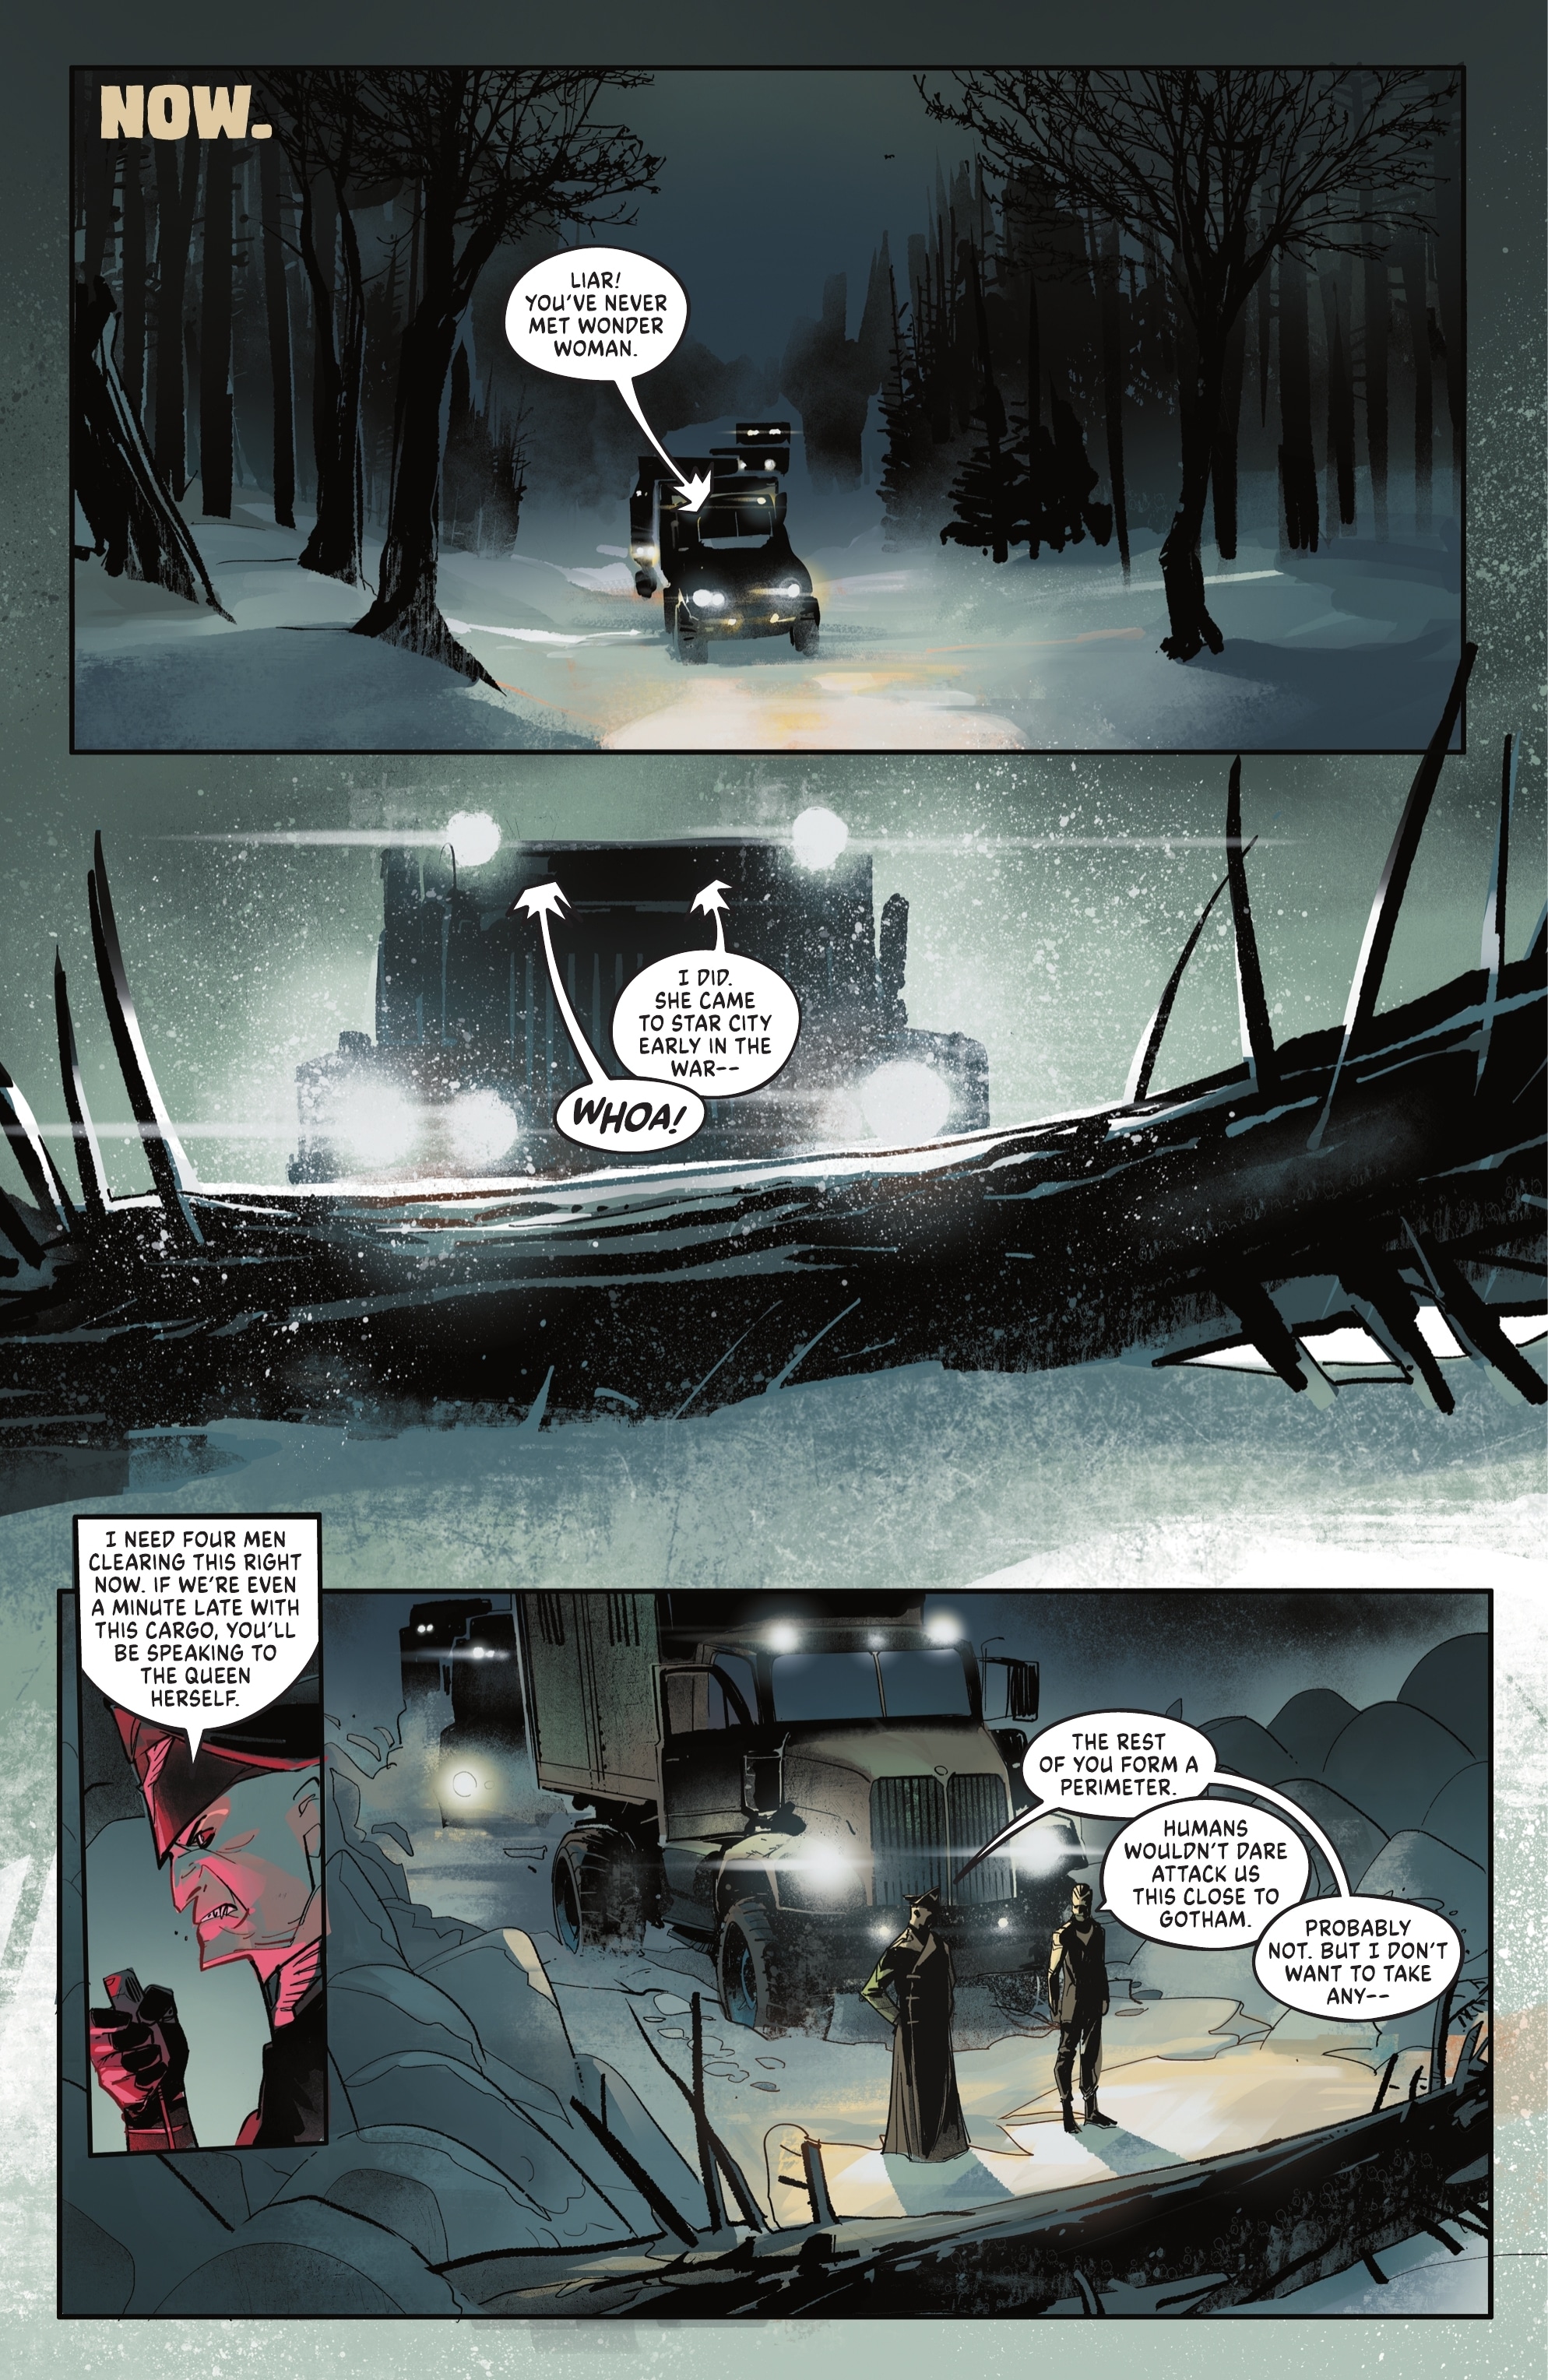 NOW.
LIAR!
YOU'VE NEVER
MET WONDER
WOMAN.
I DID.
SHE CAME
TO STAR CITY
EARLY IN THE
WAR--
WHOA!
I NEED FOUR MEN
CLEARING THIS RIGHT
NOW. IF WE'RE EVEN
A MINUTE LATE WITH
THIS CARGO, YOU'LL
BE SPEAKING TO
THE QUEEN
HERSELF.
THE REST
OF YOU FORM A
PERIMETER.
HUMANS
WOULDN'T DARE
ATTACK US
THIS CLOSE TO
GOTHAM.
PROBABLY
NOT. BUT I DON'T
WANT TO TAKE
ANY--